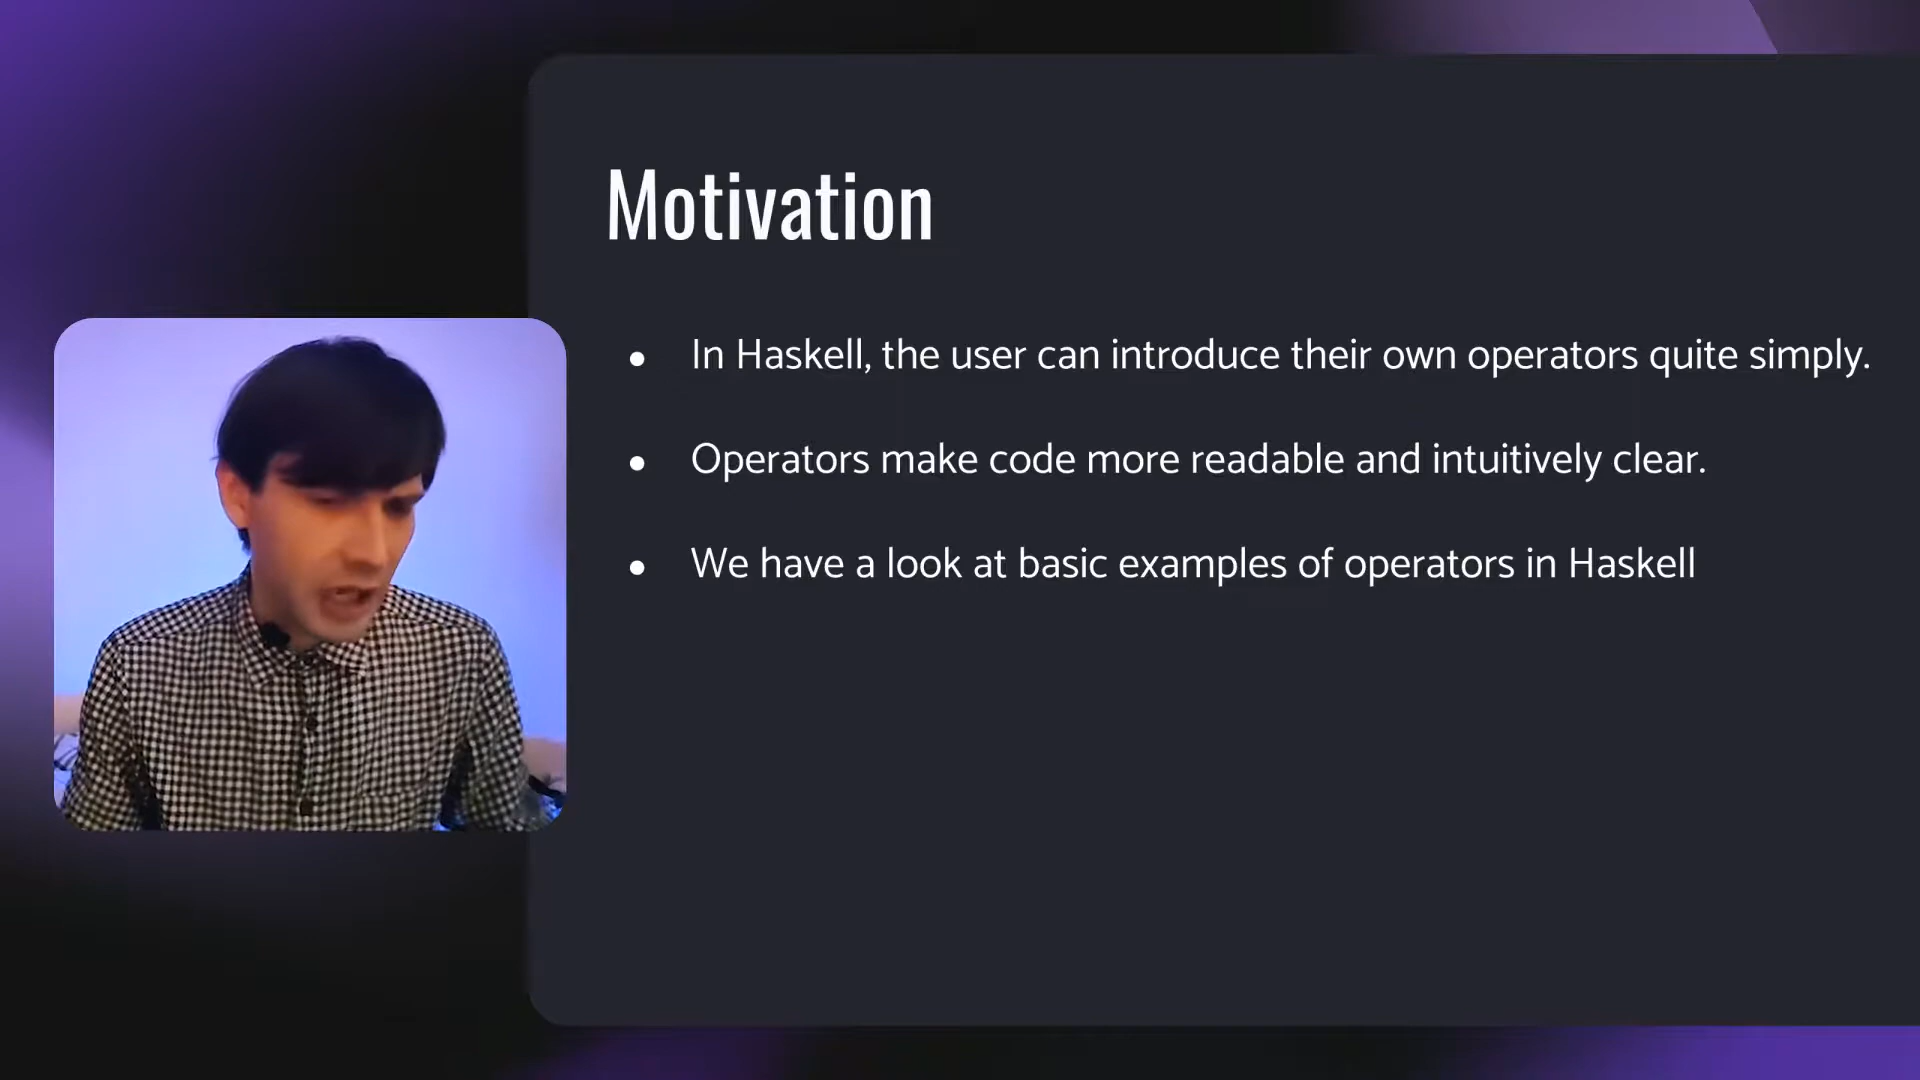 Motivation
• In Haskell, the user can introduce their own operators quite simply.
• Operators make code more readable and intuitively clear.
• We have a look at basic examples of operators in Haskell